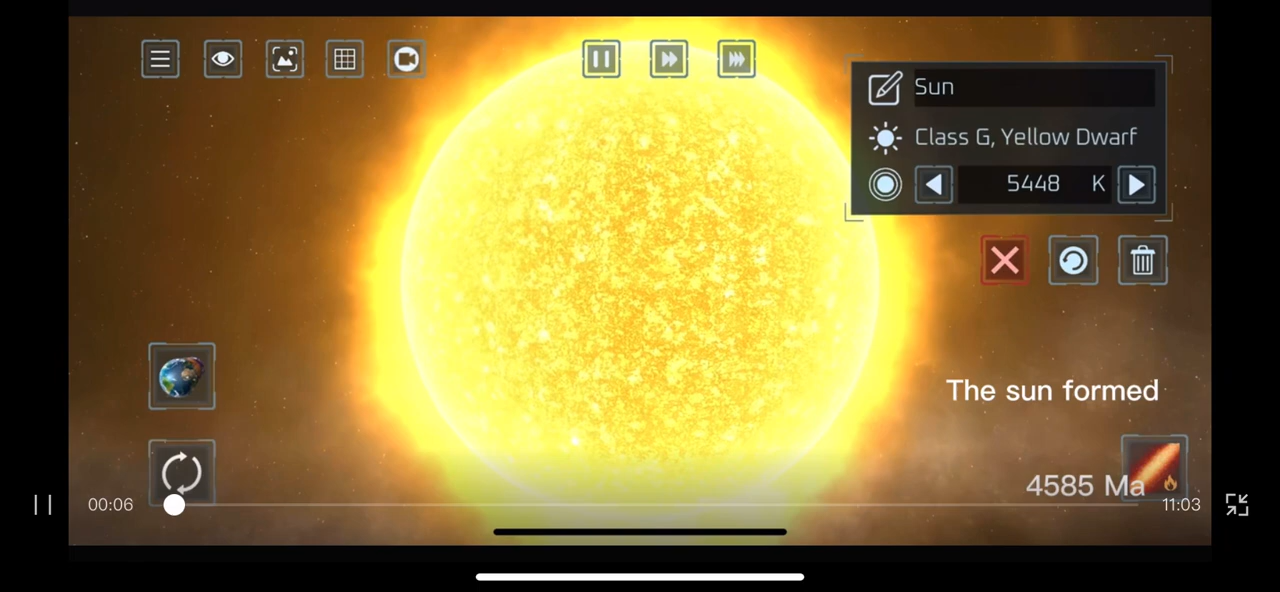 Sun
Class G, Yellow Dwarf
5448 K
The sun formed
4585 Ma
00:06
11:03